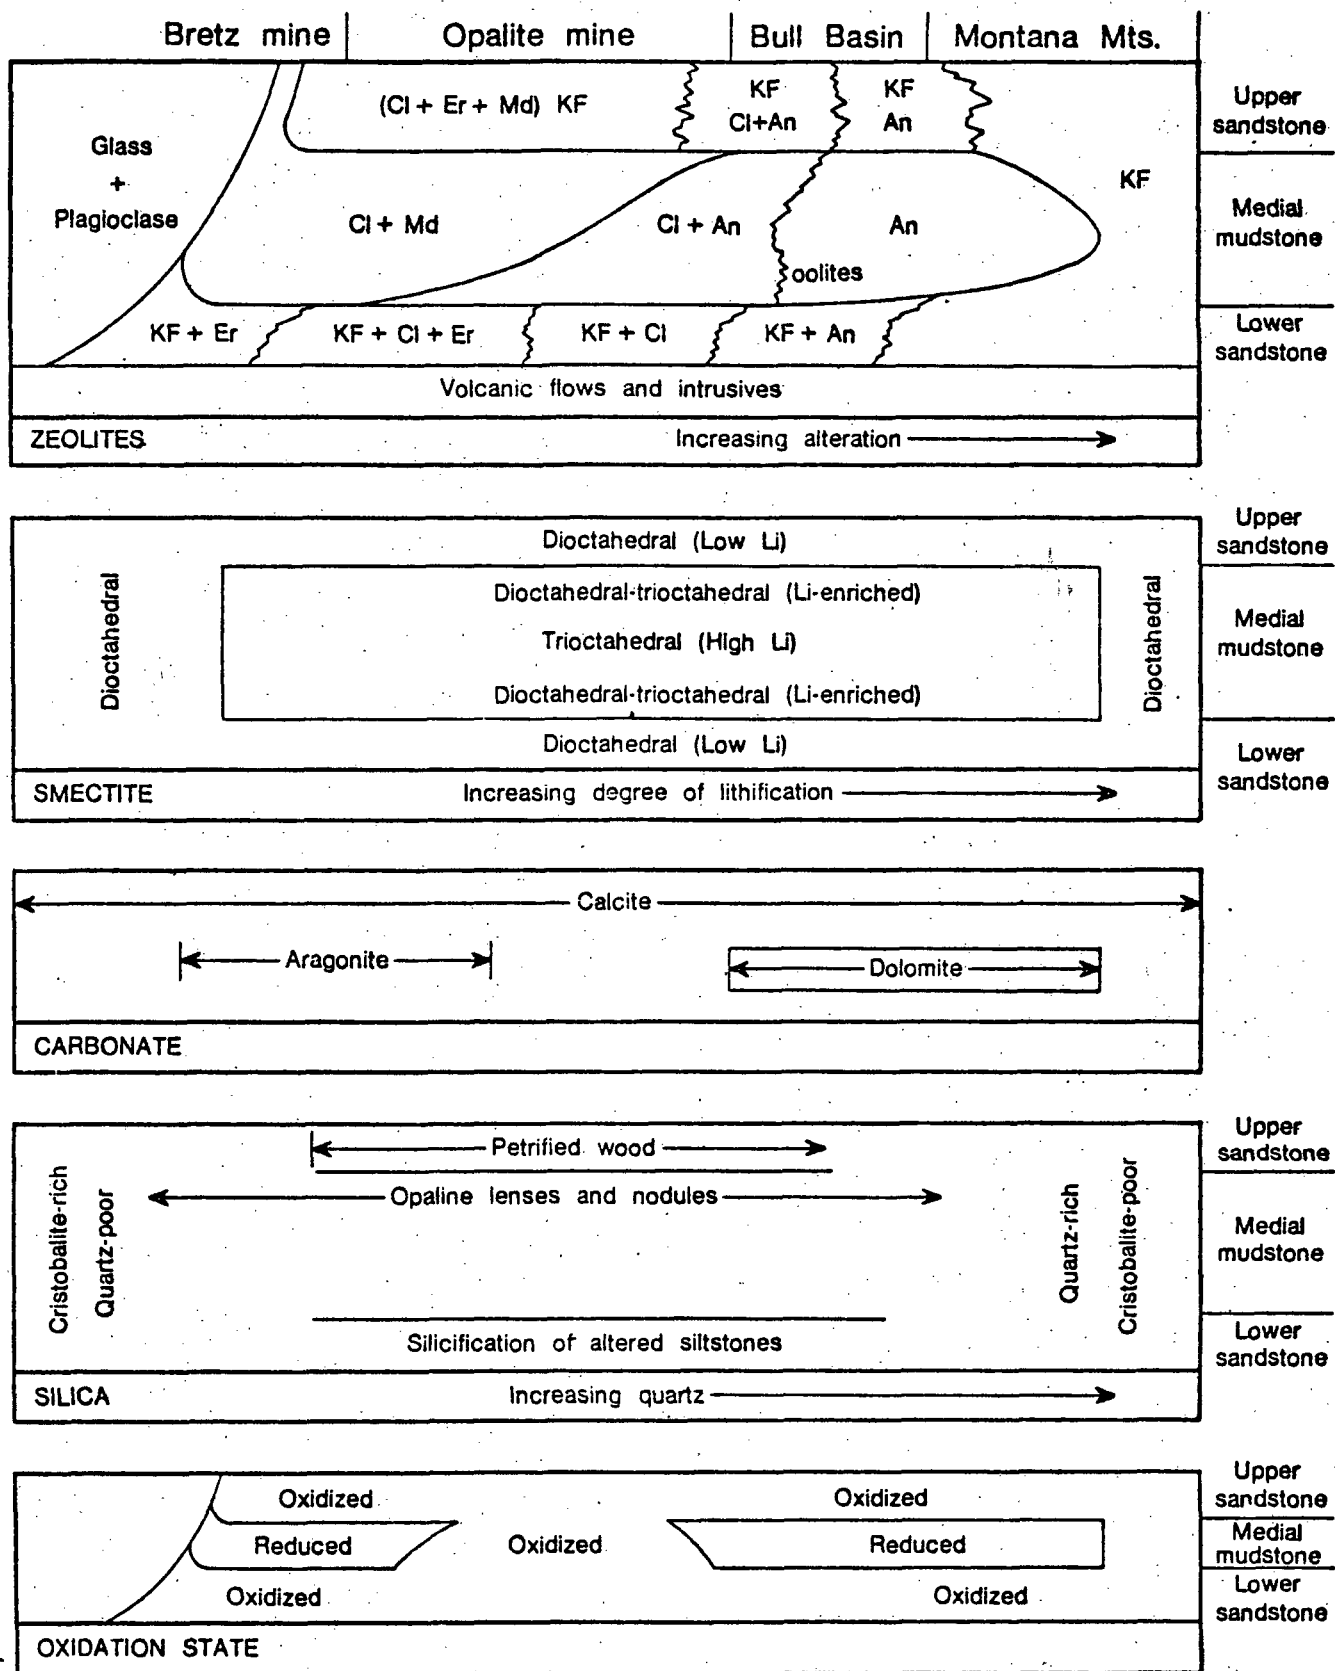 Bretz mine Opalite mine Bull Basin Montana Mts.
(Cl + Er + Md) KF
KF
Cl+An
KF
An
Upper
sandstone
Glass
+
Plagioclase
KF
Cl + Md
Cl + An
An
Medial
mudstone
oolites
KF + Er
KF + Cl + Er
KF + Cl
KF + An
Lower
sandstone
Volcanic flows and intrusives
ZEOLITES
Increasing alteration
Upper
sandstone
Dioctahedral (Low Li)
Dioctahedral
Dioctahedral-trioctahedral (Li-enriched)
Trioctahedral (High Li)
Dioctahedral-trioctahedral (Li-enriched)
Dioctahedral
Medial
mudstone
Dioctahedral (Low Li)
Lower
sandstone
SMECTITE
Increasing degree of lithification
Calcite
Aragonite
Dolomite
CARBONATE
Upper
sandstone
Petrified wood
Cristobalite-rich
Quartz-poor
Opaline lenses and nodules
Quartz-rich
Cristobalite-poor
Medial
mudstone
Silicification of altered siltstones
Lower
sandstone
SILICA
Increasing quartz
Upper
sandstone
Oxidized
Oxidized
Reduced
Oxidized
Reduced
Medial
mudstone
Oxidized
Oxidized
Lower
sandstone
OXIDATION STATE